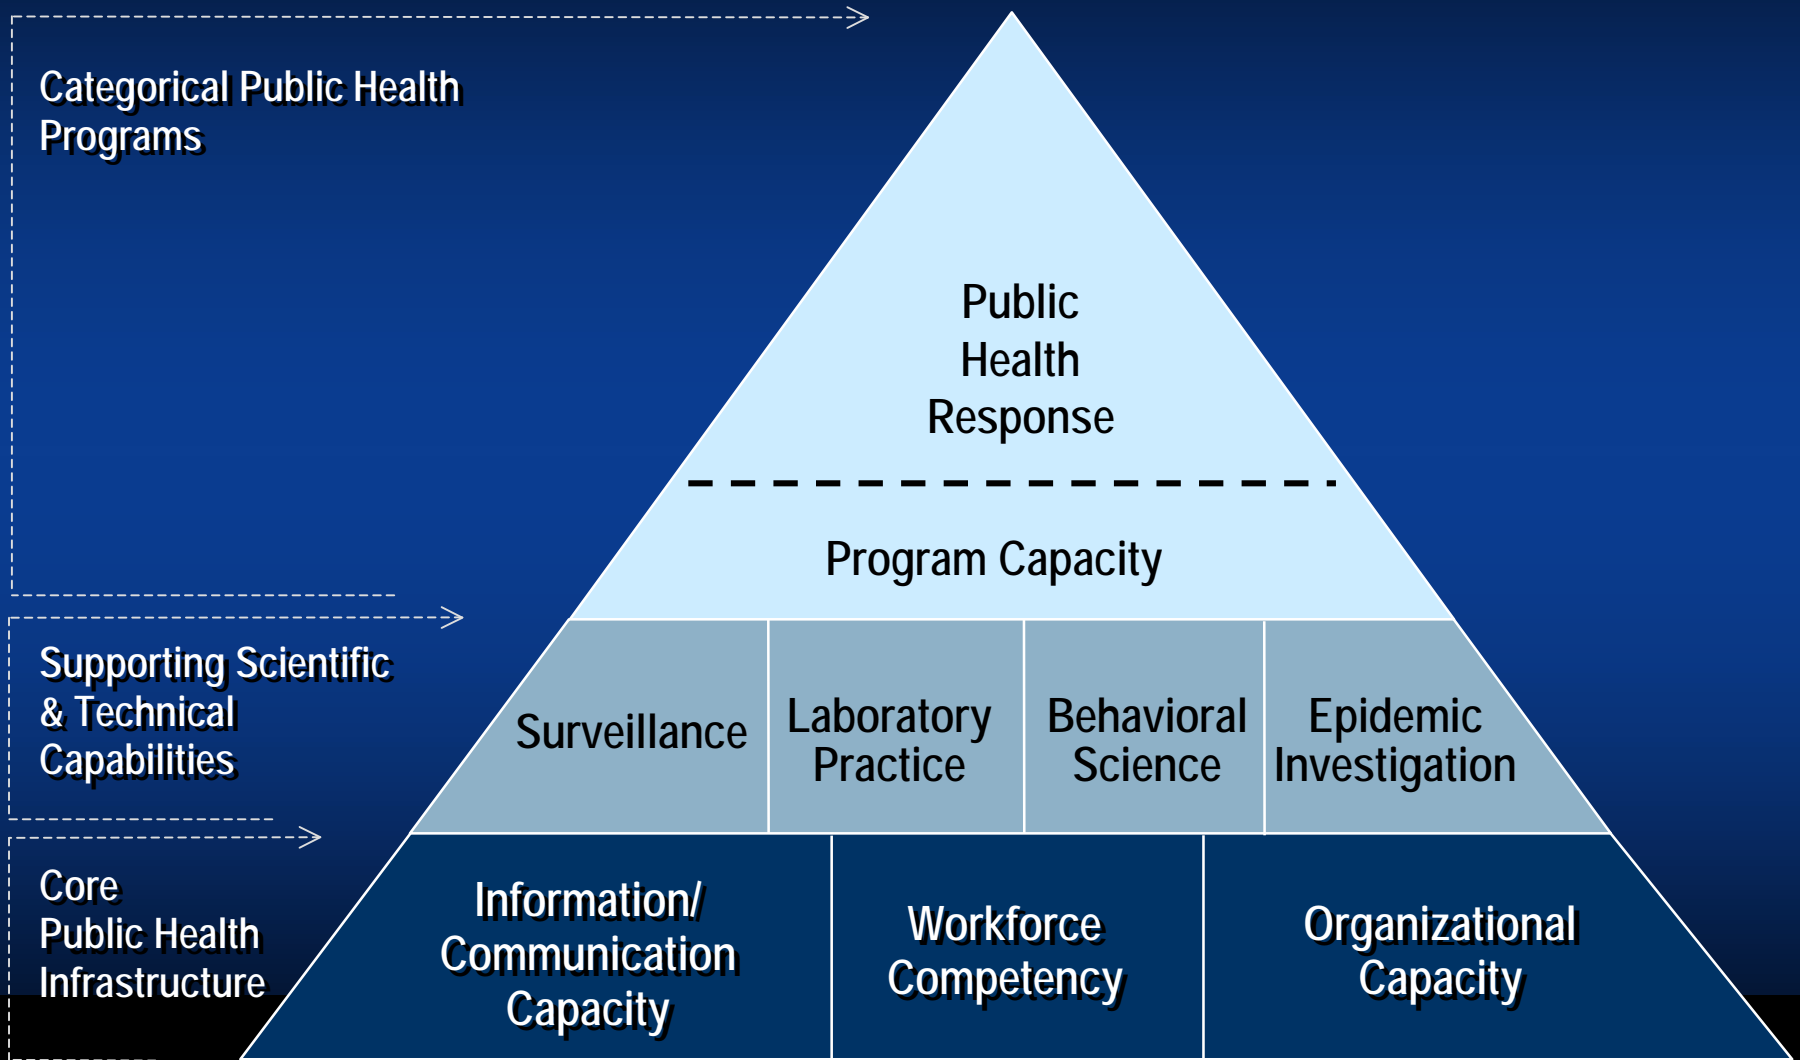 Categorical Public Health
Programs
Public
Health
Response
Program Capacity
Supporting Scientific
& Technical
Capabilities
Surveillance
Laboratory
Practice
Behavioral
Science
Epidemic
Investigation
Core
Public Health
Infrastructure
Information/
Communication
Capacity
Workforce
Competency
Organizational
Capacity